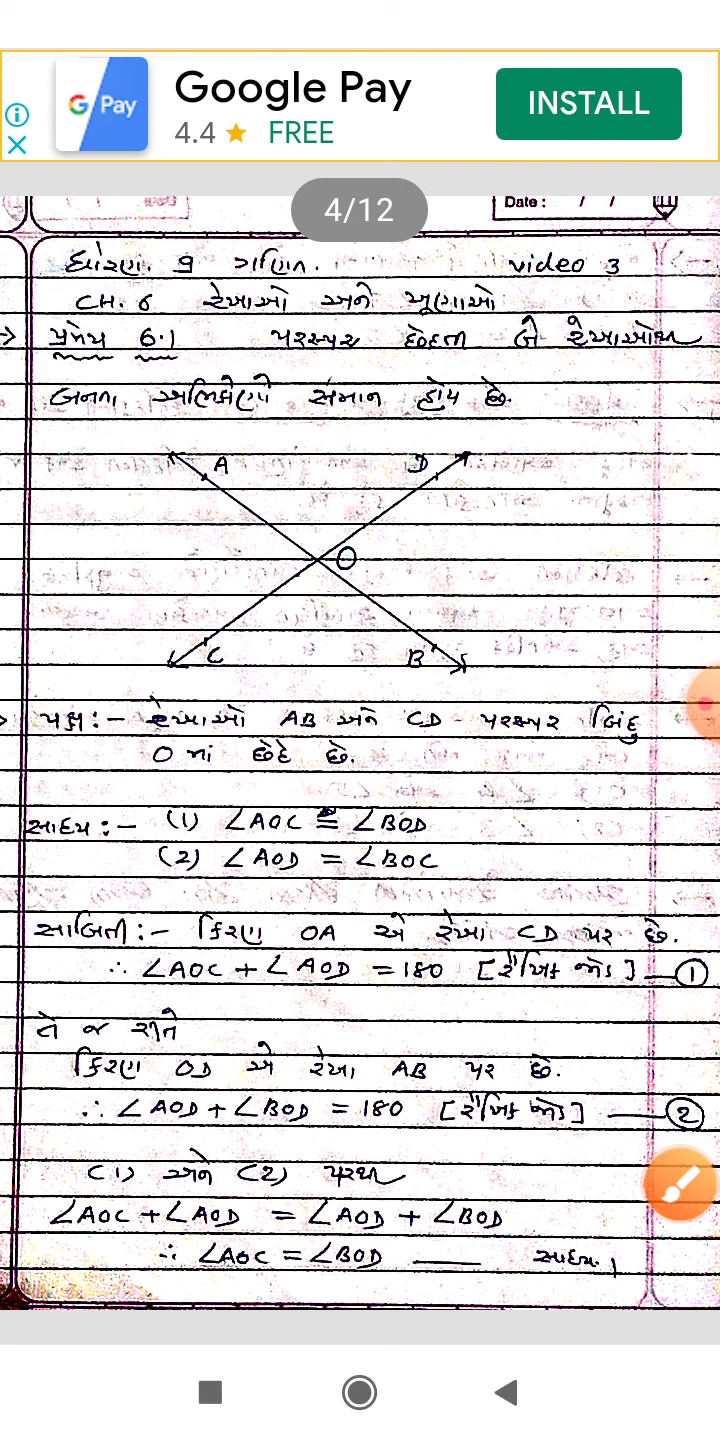 Google Pay
G Pay
4.4 ★ FREE
INSTALL
4/12
Date : / /
ધોરણ. 9 ગણિત. video 3
CH. 6 રેખાઓ અને ખૂણાઓ
→ પ્રમેય 6.1 પરસ્પર છેદતી બે રેખાઓથી
બનતા અભિકોણો સમાન હોય છે.
A D
O
C B
પક્ષ :- રેખાઓ AB અને CD પરસ્પર બિંદુ
O માં છેદે છે.
સાધ્ય :- (1) ∠AOC = ∠BOD
(2) ∠AOD = ∠BOC
સાબિતી :- કિરણ OA એ રેખા CD પર છે.
∴ ∠AOC + ∠AOD = 180 [રૈખિક જોડ] — ①
તે જ રીતે
કિરણ OD એ રેખા AB પર છે.
∴ ∠AOD + ∠BOD = 180 [રૈખિક જોડ] — ②
(1) અને (2) પરથી
∠AOC + ∠AOD = ∠AOD + ∠BOD
∴ ∠AOC = ∠BOD —— સાધ્ય. 1